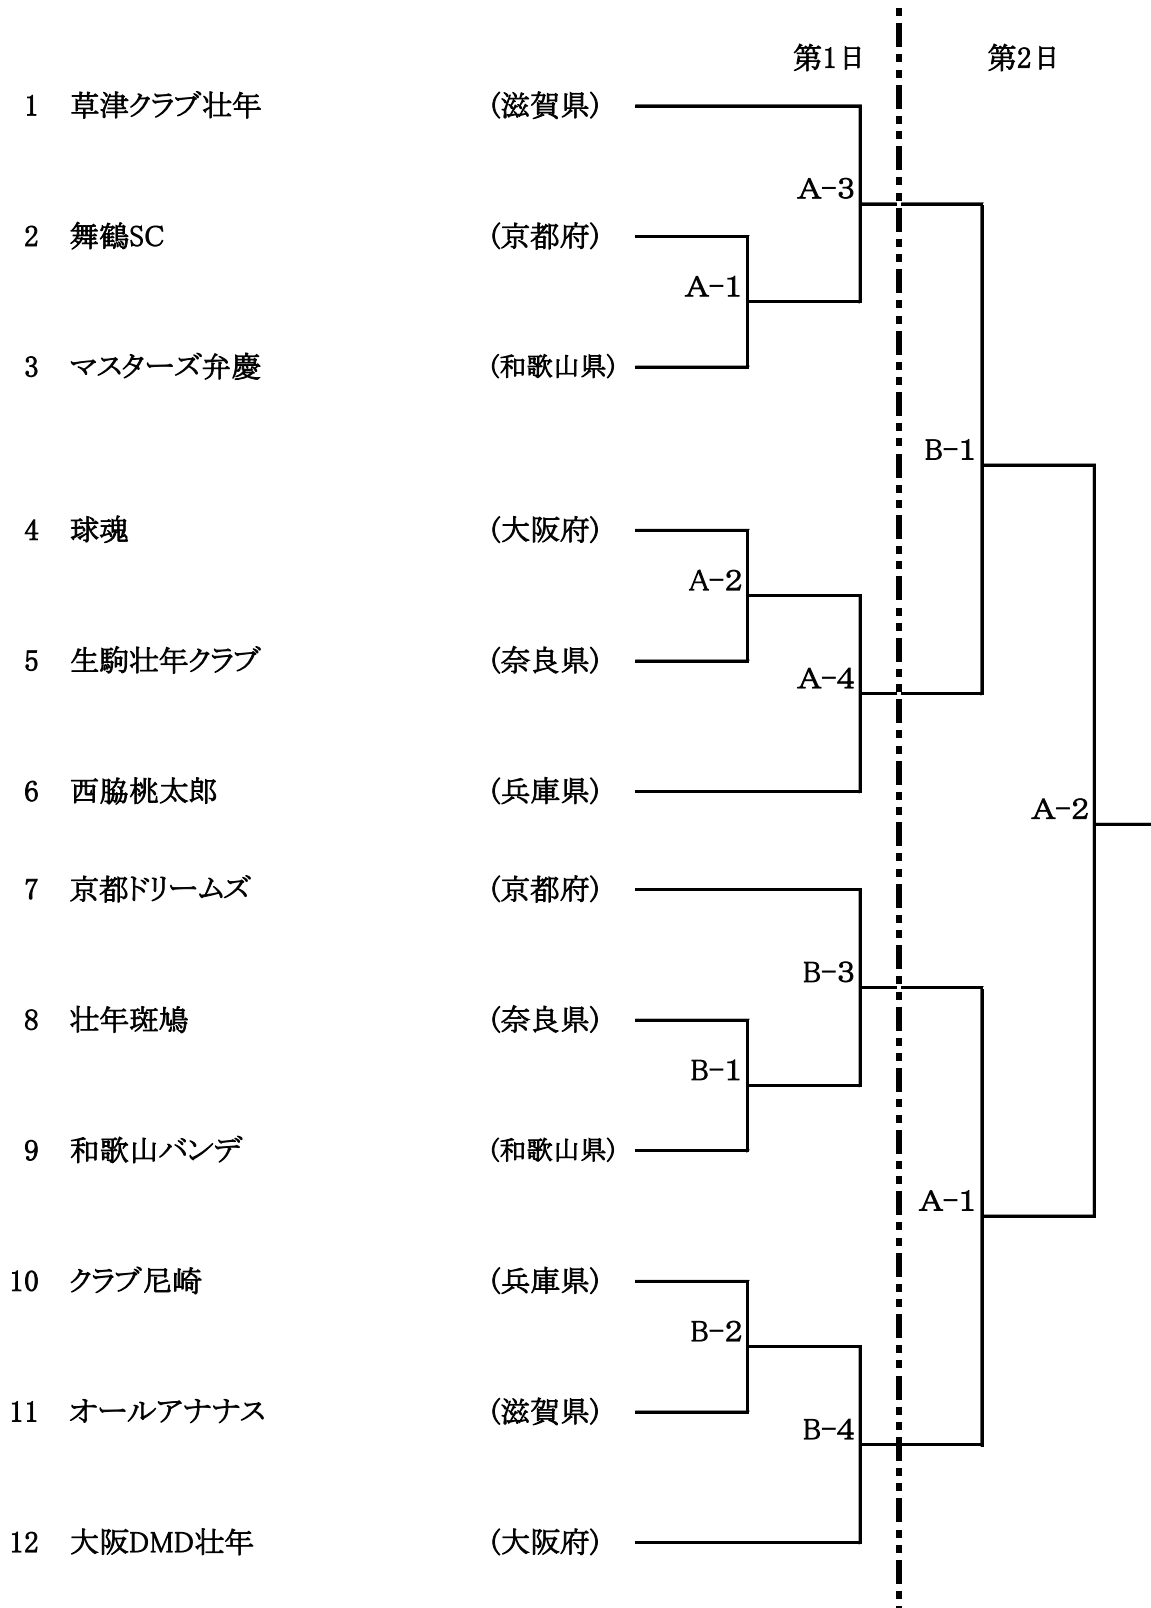 第1日 第2日
1 草津クラブ壮年 (滋賀県)
A-3
2 舞鶴SC (京都府)
A-1
3 マスターズ弁慶 (和歌山県)
B-1
4 球魂 (大阪府)
A-2
5 生駒壮年クラブ (奈良県)
A-4
6 西脇桃太郎 (兵庫県)
A-2
7 京都ドリームズ (京都府)
B-3
8 壮年斑鳩 (奈良県)
B-1
9 和歌山バンデ (和歌山県)
A-1
10 クラブ尼崎 (兵庫県)
B-2
11 オールアナナス (滋賀県)
B-4
12 大阪DMD壮年 (大阪府)